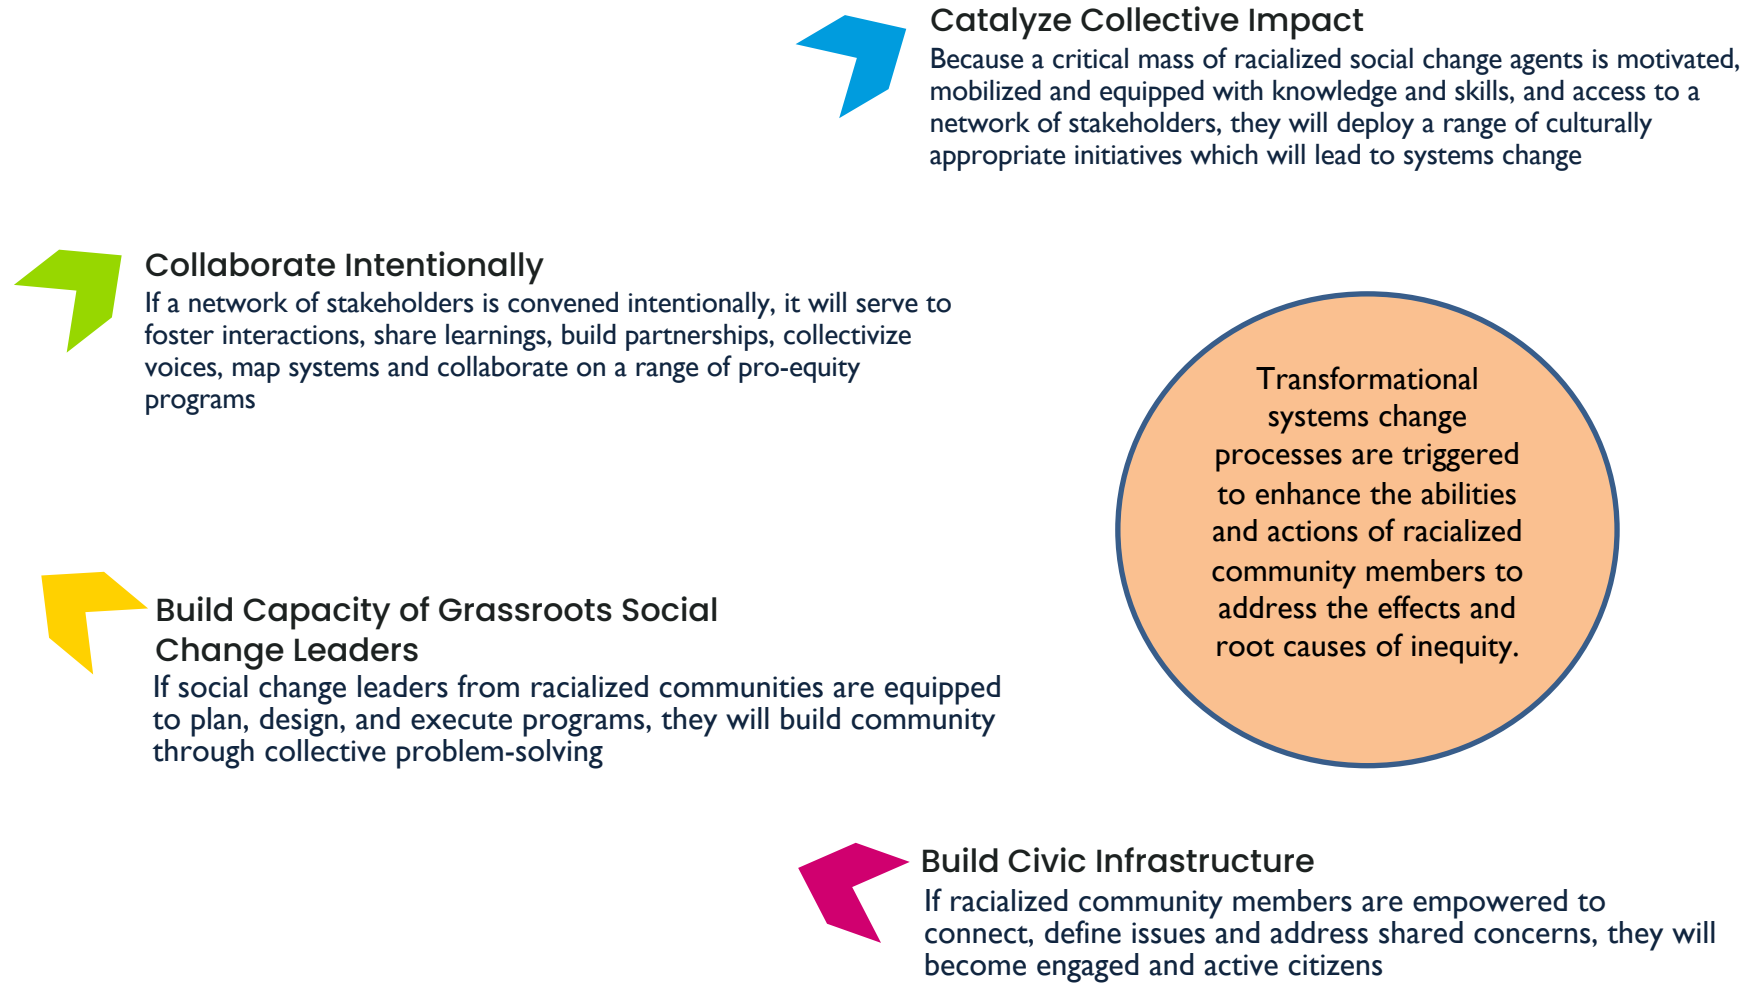 Catalyze Collective Impact
Because a critical mass of racialized social change agents is motivated,
mobilized and equipped with knowledge and skills, and access to a
network of stakeholders, they will deploy a range of culturally
appropriate initiatives which will lead to systems change
Collaborate Intentionally
If a network of stakeholders is convened intentionally, it will serve to
foster interactions, share learnings, build partnerships, collectivize
voices, map systems and collaborate on a range of pro-equity
programs
Transformational
systems change
processes are triggered
to enhance the abilities
and actions of racialized
community members to
address the effects and
root causes of inequity.
Build Capacity of Grassroots Social
Change Leaders
If social change leaders from racialized communities are equipped
to plan, design, and execute programs, they will build community
through collective problem-solving
Build Civic Infrastructure
If racialized community members are empowered to
connect, define issues and address shared concerns, they will
become engaged and active citizens